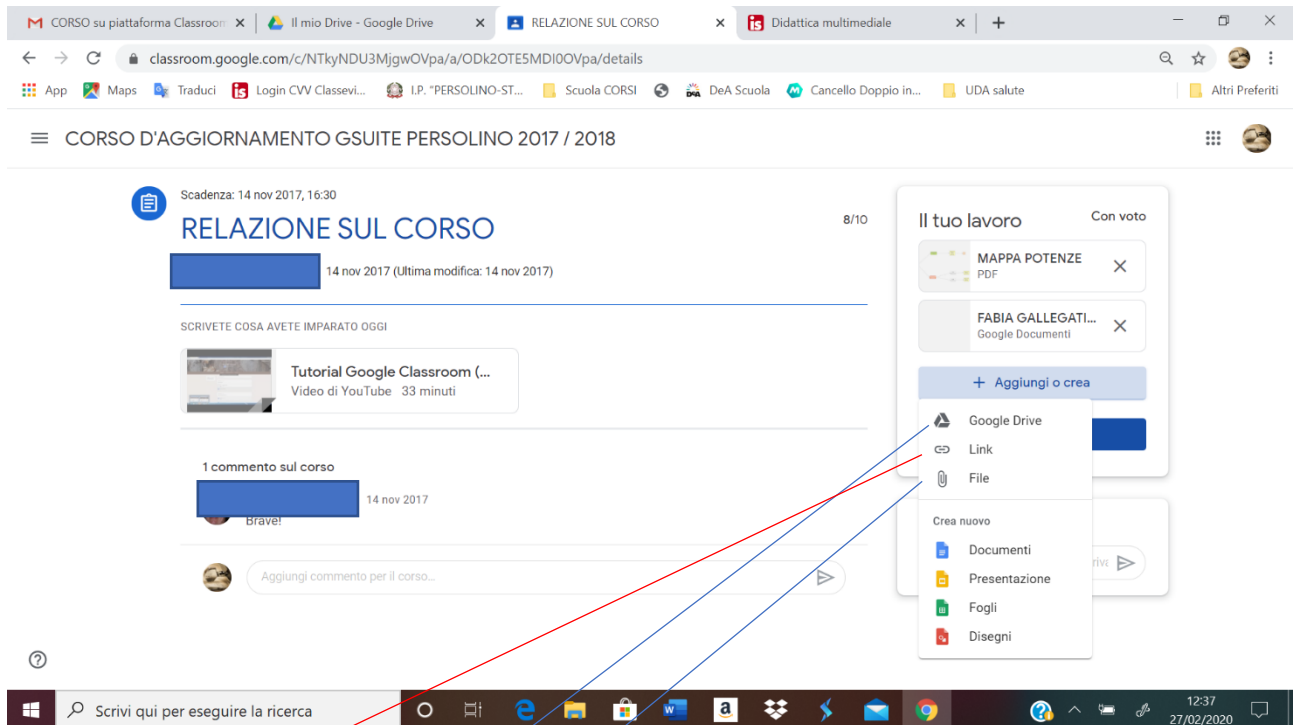 CORSO su piattaforma Classroom
Il mio Drive - Google Drive
RELAZIONE SUL CORSO
Didattica multimediale
classroom.google.com/c/NTkyNDU3MjgwOVpa/a/ODk2OTE5MDI0OVpa/details
App
Maps
Traduci
Login CVV Classevi...
I.P. "PERSOLINO-ST...
Scuola CORSI
DeA Scuola
Cancello Doppio in...
UDA salute
Altri Preferiti
CORSO D'AGGIORNAMENTO GSUITE PERSOLINO 2017 / 2018
Scadenza: 14 nov 2017, 16:30
RELAZIONE SUL CORSO
8/10
14 nov 2017 (Ultima modifica: 14 nov 2017)
SCRIVETE COSA AVETE IMPARATO OGGI
Tutorial Google Classroom (...
Video di YouTube 33 minuti
1 commento sul corso
14 nov 2017
Brave!
Aggiungi commento per il corso...
Il tuo lavoro
Con voto
MAPPA POTENZE
PDF
FABIA GALLEGATI...
Google Documenti
+ Aggiungi o crea
Google Drive
Link
File
Crea nuovo
Documenti
Presentazione
Fogli
Disegni
Scrivi qui per eseguire la ricerca
12:37
27/02/2020